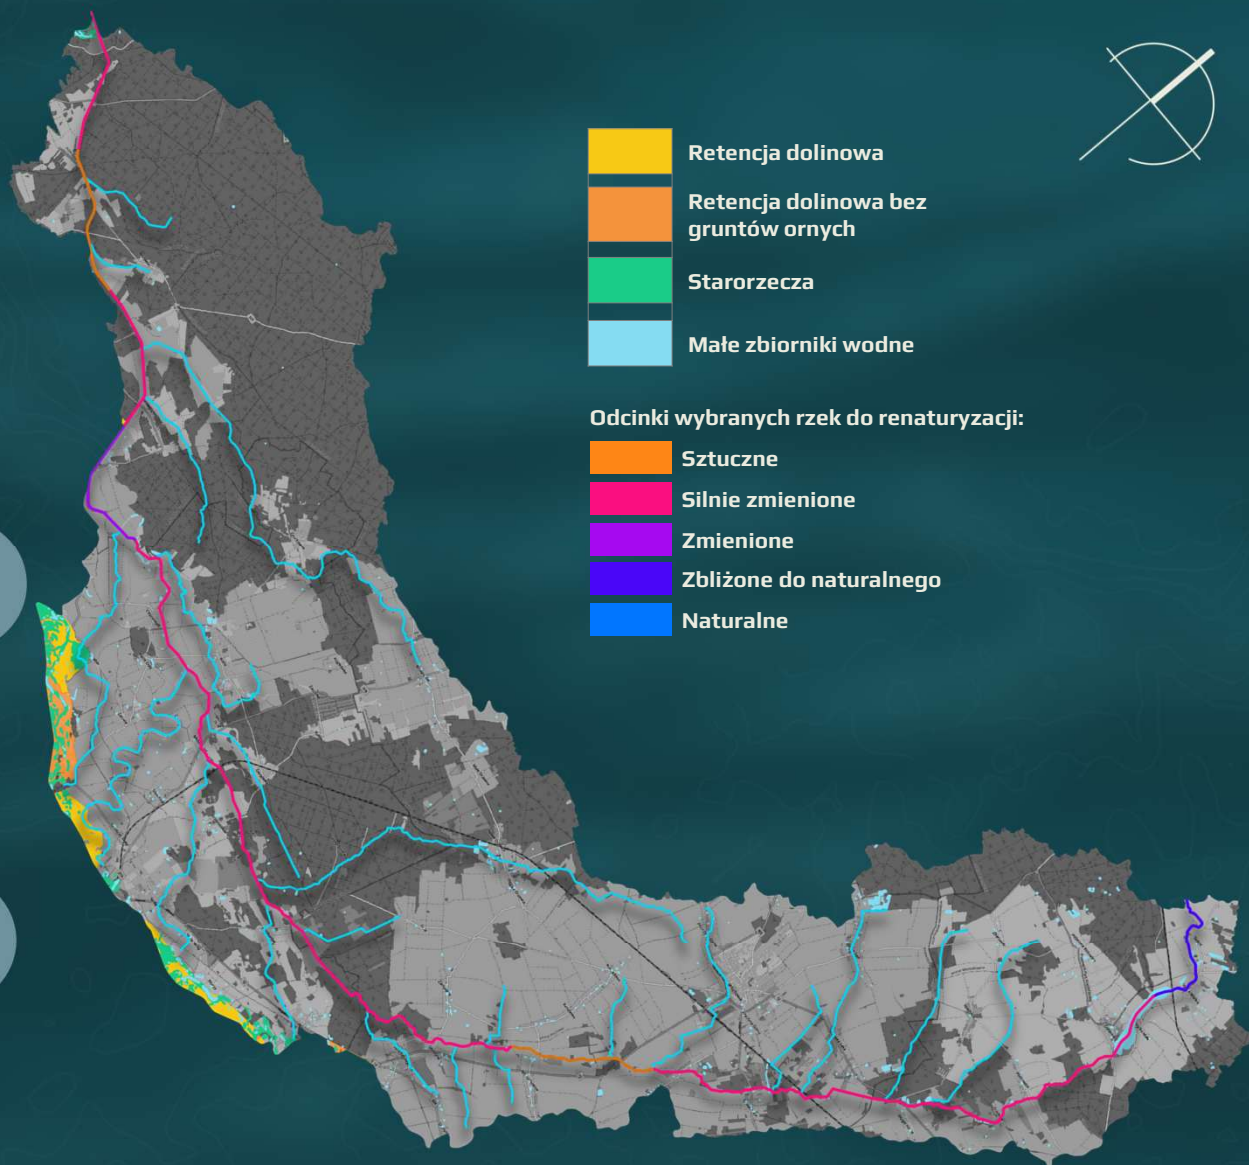 Retencja dolinowa
Retencja dolinowa bez
gruntów ornych
Starorzecza
Małe zbiorniki wodne
Odcinki wybranych rzek do renaturyzacji:
Sztuczne
Silnie zmienione
Zmienione
Zbliżone do naturalnego
Naturalne